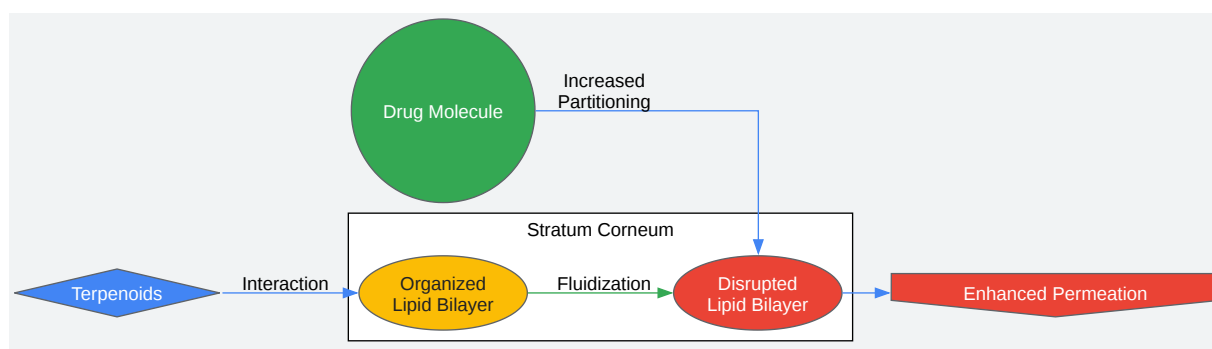 Increased
Partitioning
Drug Molecule
Stratum Corneum
Terpenoids
Interaction
Organized
Lipid Bilayer
Fluidization
Disrupted
Lipid Bilayer
Enhanced Permeation